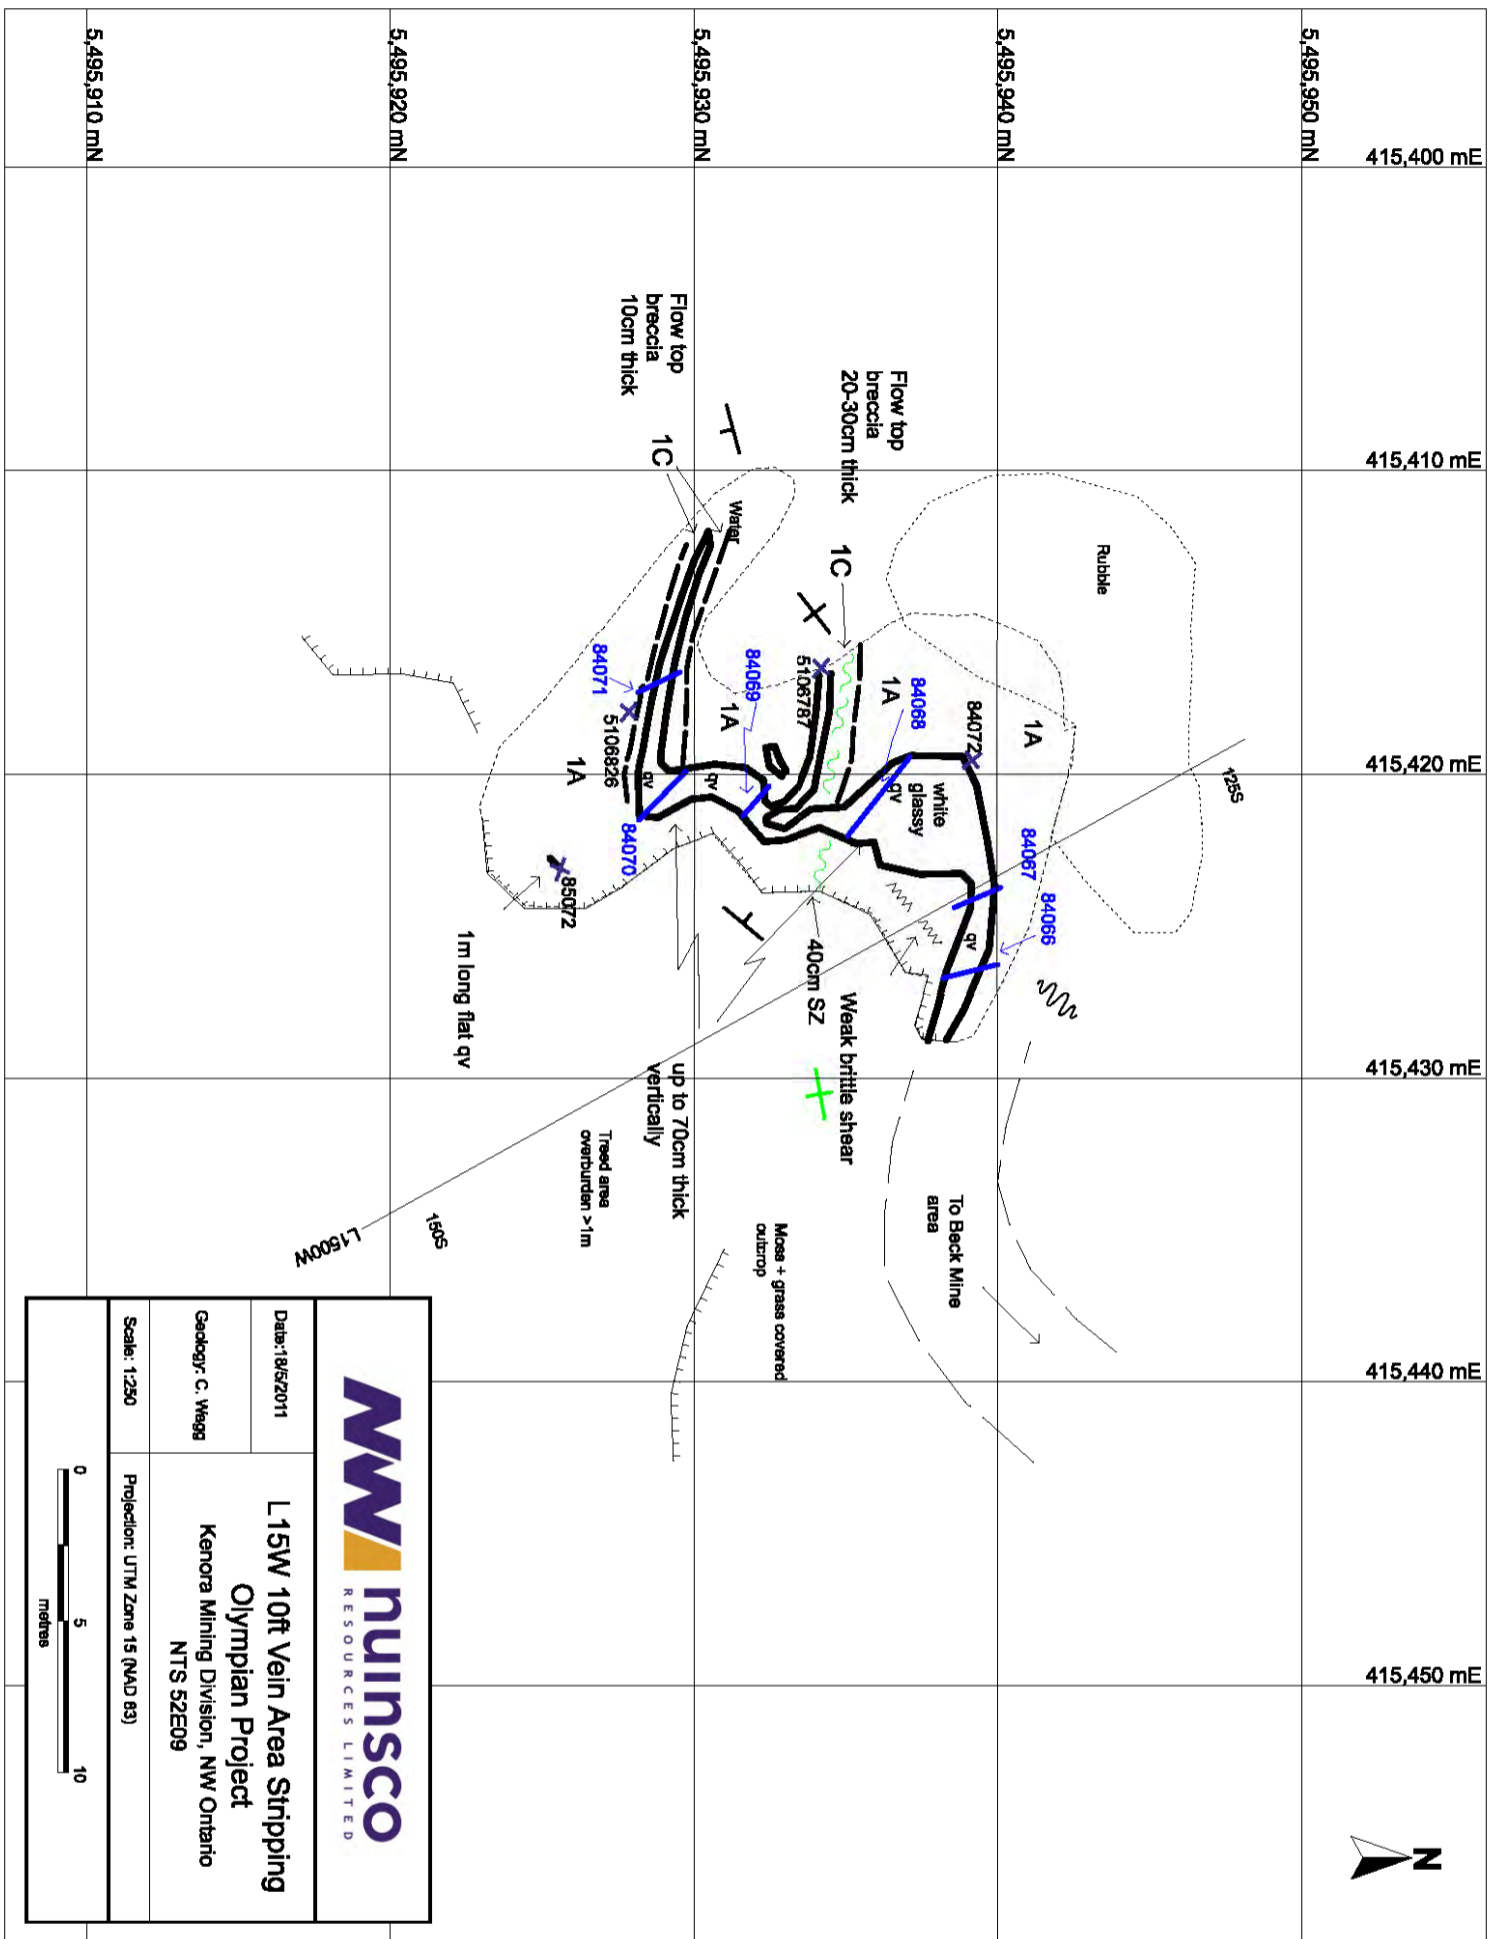 415,400 mE
415,410 mE
415,420 mE
415,430 mE
415,440 mE
415,450 mE
5,495,950 mN
5,495,940 mN
5,495,930 mN
5,495,920 mN
5,495,910 mN
N
Rubble
1A
125S
84072
84067
84066
white
glassy
qv
qv
84068
1A
Flow top
breccia
20-30cm thick
1C
5106787
To Beck Mine
area
Weak brittle shear
40cm SZ
Moss + grass covered
outcrop
84069
1A
Water
qv
Flow top
breccia
10cm thick
1C
84071
5106826
qv
84070
1A
up to 70cm thick
vertically
Treed area
overburden >1m
85072
1m long flat qv
150S
L1500W
nuinsco
RESOURCES LIMITED
Date:18/5/2011
Geology: C. Wagg
Scale: 1:250
L15W 10ft Vein Area Stripping
Olympian Project
Kenora Mining Division, NW Ontario
NTS 52E09
Projection: UTM Zone 15 (NAD 83)
0 5 10
metres